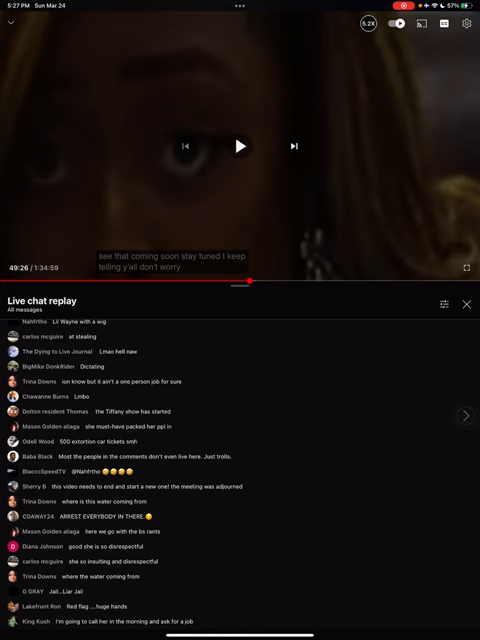 5:27 PM Sun Mar 24
57%
5.2X
CC
see that coming soon stay tuned I keep
telling y'all don't worry
49:26 / 1:34:59
Live chat replay
All messages
Nahfrtho Lil Wayne with a wig
carlos mcguire at stealing
The Dying to Live Journal Lmao hell naw
BigMike DonkRider Dictating
Trina Downs ion know but it ain't a one person job for sure
Chawanne Burns Lmbo
Dolton resident Thomas the Tiffany show has started
Mason Golden aliaga she must-have packed her ppl in
Odell Wood 500 extortion car tickets smh
Baba Black Most the people in the comments don't even live here. Just trolls.
BlacccSpeedTV @Nahfrtho 🤣🤣🤣🤣
Sherry B this video needs to end and start a new one! the meeting was adjourned
Trina Downs where is this water coming from
CDAWAY24 ARREST EVERYBODY IN THERE.
Mason Golden aliaga here we go with the bs rants
D Diana Johnson good she is so disrespectful
carlos mcguire she so insulting and disrespectful
Trina Downs where the water coming from
G GRAY Jail...Liar Jail
Lakefront Ron Red flag ....huge hands
King Kush I'm going to call her in the morning and ask for a job